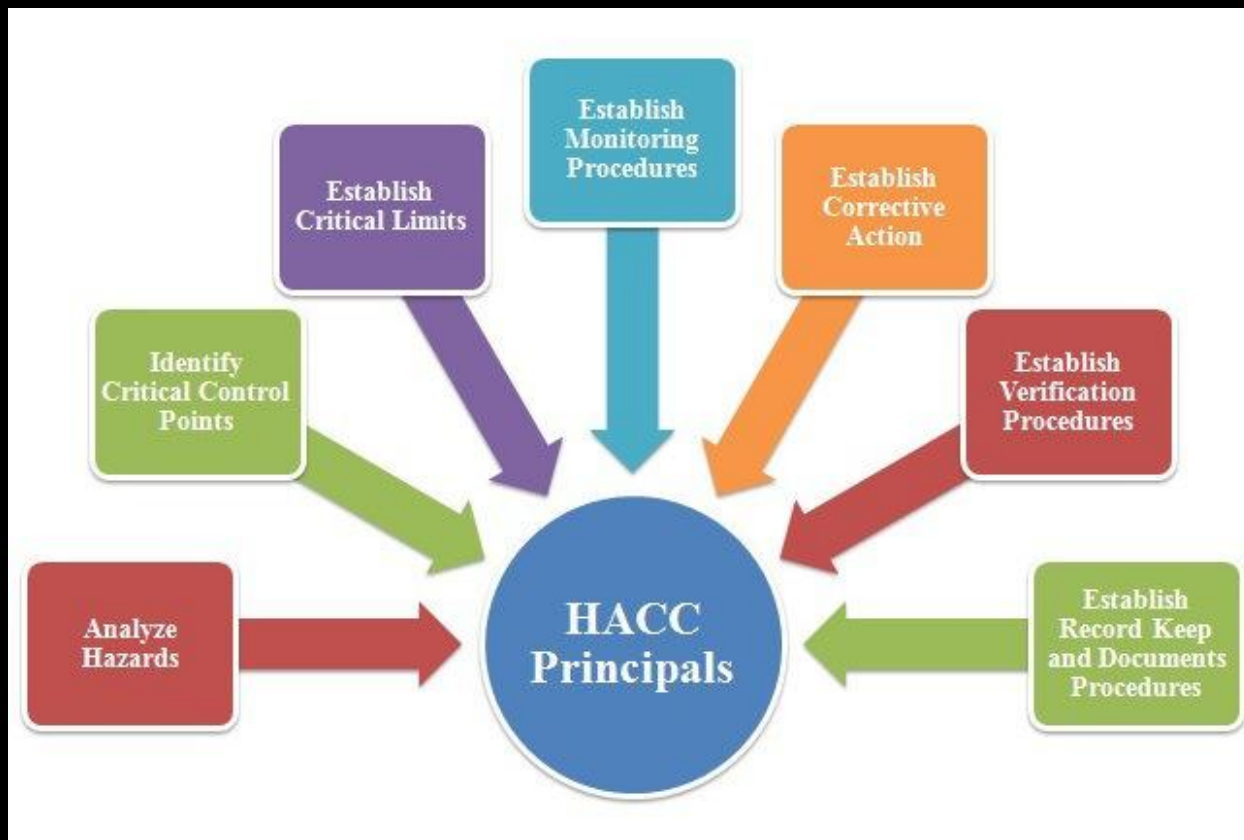 Analyze
Hazards
Identify
Critical Control
Points
Establish
Critical Limits
Establish
Monitoring
Procedures
Establish
Corrective
Action
Establish
Verification
Procedures
Establish
Record Keep
and Documents
Procedures
HACC
Principals